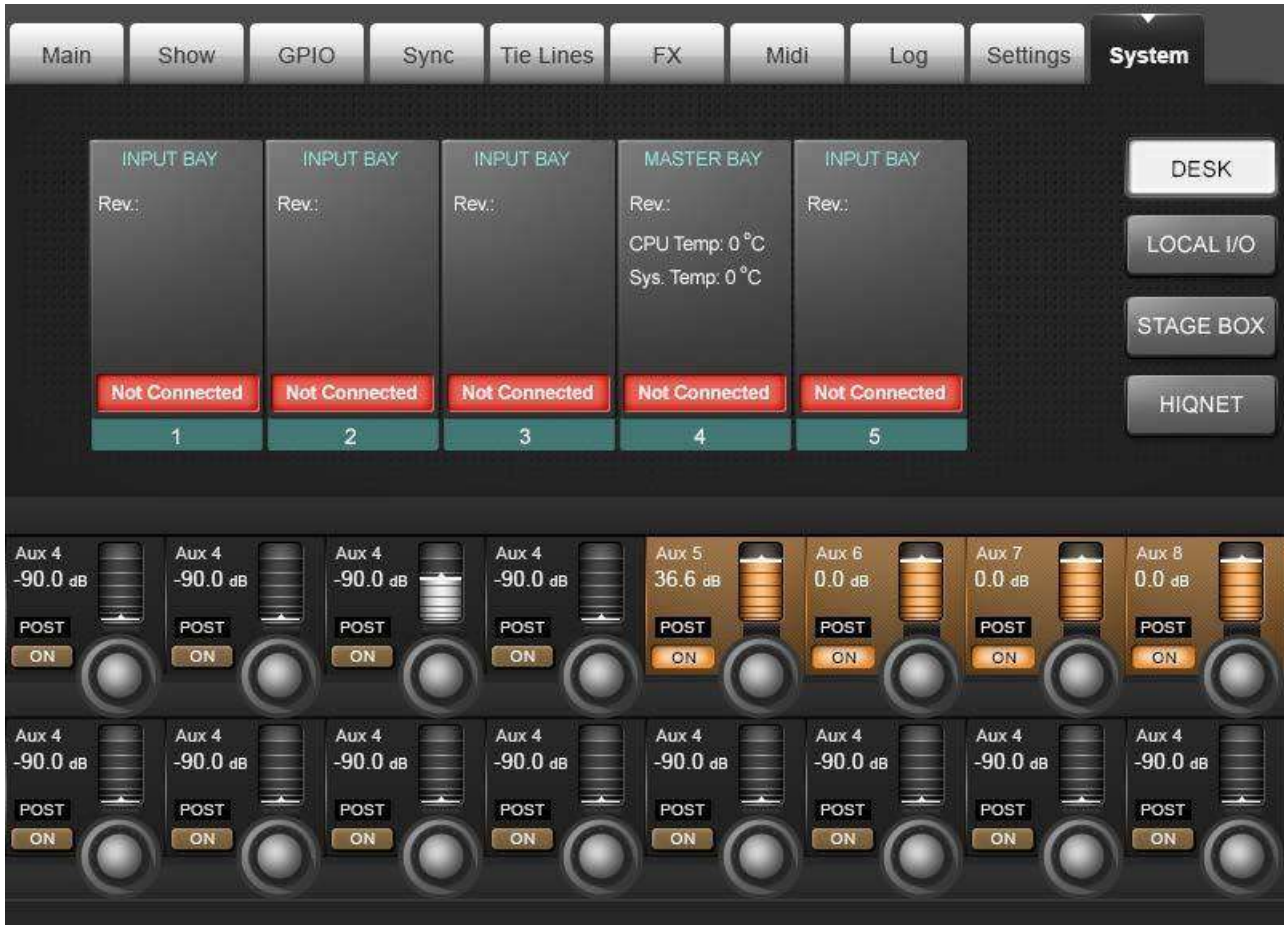 Main Show GPIO Sync Tie Lines FX Midi Log Settings System
INPUT BAY INPUT BAY INPUT BAY MASTER BAY INPUT BAY
Rev.: Rev.: Rev.: Rev.: Rev.:
CPU Temp: 0 °C
Sys. Temp: 0 °C
Not Connected Not Connected Not Connected Not Connected Not Connected
1 2 3 4 5
DESK
LOCAL I/O
STAGE BOX
HIQNET
Aux 4 Aux 4 Aux 4 Aux 4 Aux 5 Aux 6 Aux 7 Aux 8
-90.0 dB -90.0 dB -90.0 dB -90.0 dB 36.6 dB 0.0 dB 0.0 dB 0.0 dB
POST POST POST POST POST POST POST POST
ON ON ON ON ON ON ON ON
Aux 4 Aux 4 Aux 4 Aux 4 Aux 4 Aux 4 Aux 4 Aux 4
-90.0 dB -90.0 dB -90.0 dB -90.0 dB -90.0 dB -90.0 dB -90.0 dB -90.0 dB
POST POST POST POST POST POST POST POST
ON ON ON ON ON ON ON ON